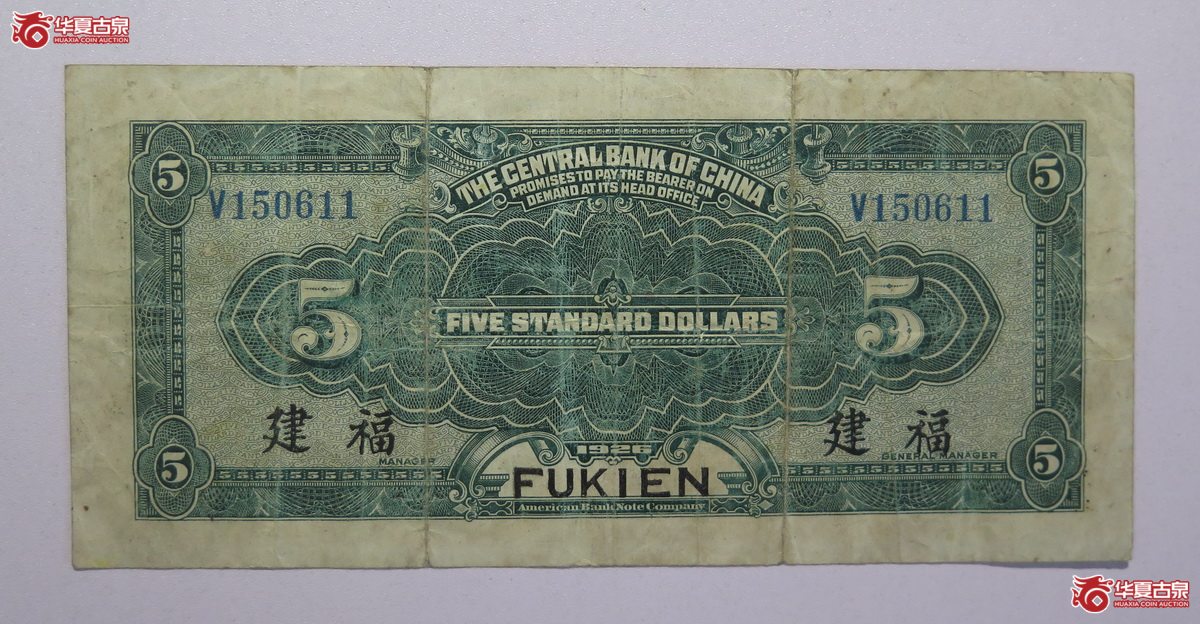 华夏古泉
HUAXIA COIN AUCTION
THE CENTRAL BANK OF CHINA
PROMISES TO PAY THE BEARER ON
DEMAND AT ITS HEAD OFFICE
5
5
V150611
V150611
5
FIVE STANDARD DOLLARS
5
建福
建福
MANAGER
1926
GENERAL MANAGER
5
FUKIEN
5
American Bank Note Company
华夏古泉
HUAXIA COIN AUCTION